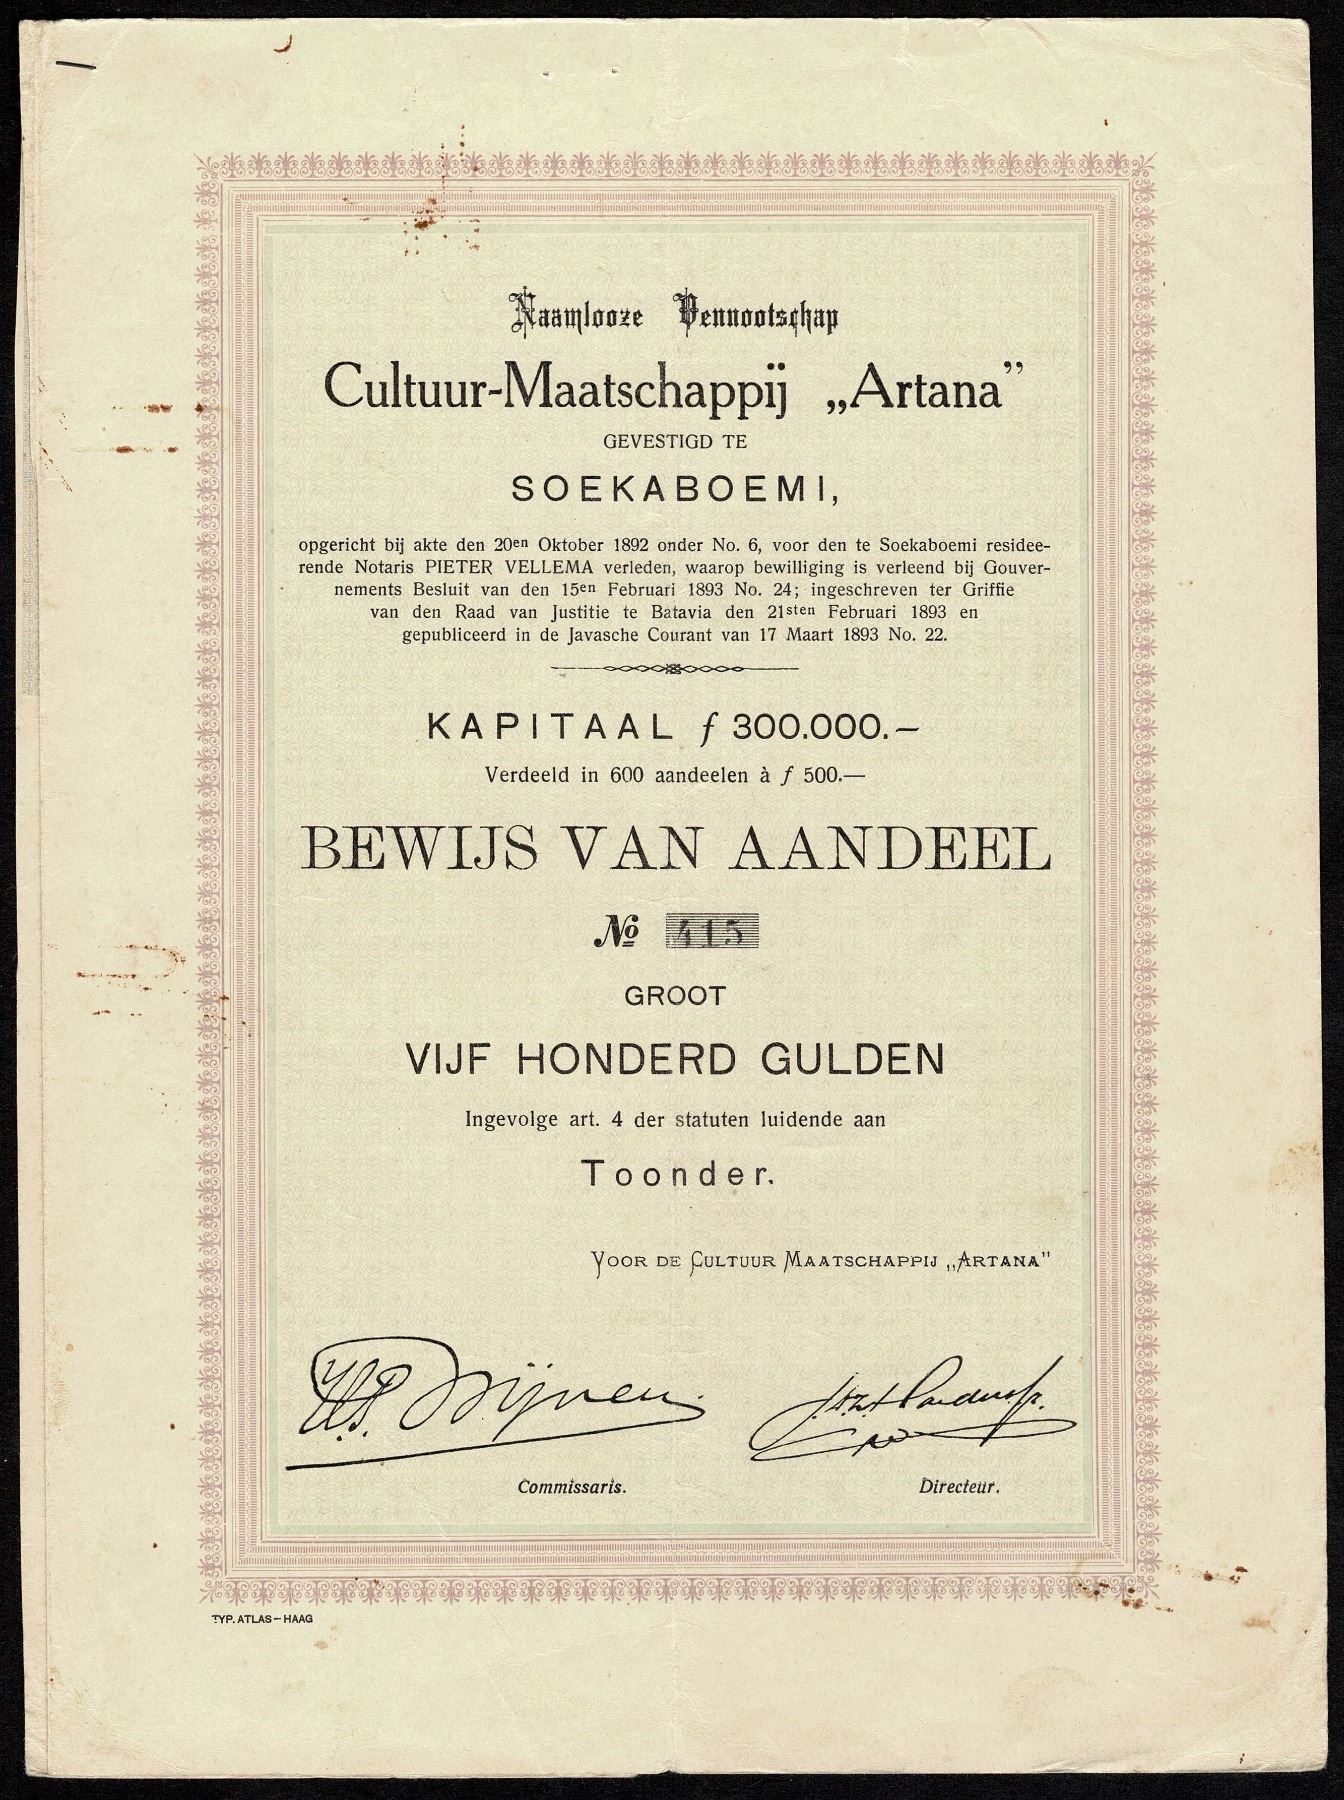 Naamlooze Vennootschap
Cultuur-Maatschappij „Artana”
GEVESTIGD TE
SOEKABOEMI,
opgericht bij akte den 20en Oktober 1892 onder No. 6, voor den te Soekaboemi residee-
rende Notaris PIETER VELLEMA verleden, waarop bewilliging is verleend bij Gouver-
nements Besluit van den 15en Februari 1893 No. 24; ingeschreven ter Griffie
van den Raad van Justitie te Batavia den 21sten Februari 1893 en
gepubliceerd in de Javasche Courant van 17 Maart 1893 No. 22.
KAPITAAL ƒ 300.000.—
Verdeeld in 600 aandeelen à ƒ 500.—
BEWIJS VAN AANDEEL
No 415
GROOT
VIJF HONDERD GULDEN
Ingevolge art. 4 der statuten luidende aan
Toonder.
VOOR DE CULTUUR MAATSCHAPPIJ „ARTANA”
Commissaris. Directeur.
TYP. ATLAS – HAAG